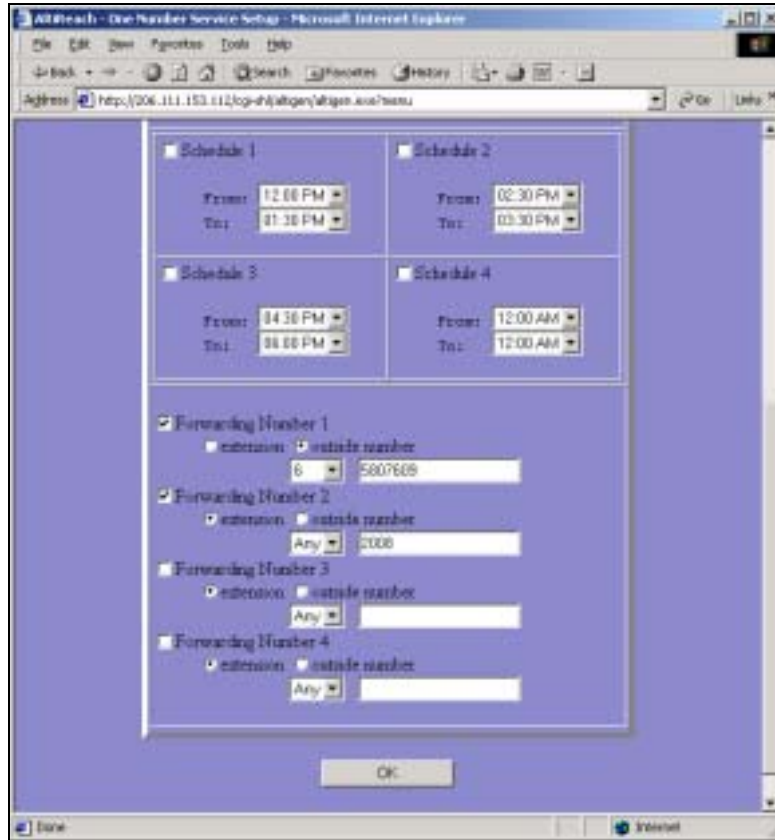 AltiReach - One Number Service Setup - Microsoft Internet Explorer
File Edit View Favorites Tools Help
Back Search Favorites History
Address http://206.111.153.112/cgi-shl/altigen/altigen.exe?menu Go Links
Schedule 1 Schedule 2
From: 12:00 PM From: 02:30 PM
To: 01:30 PM To: 03:30 PM
Schedule 3 Schedule 4
From: 04:30 PM From: 12:00 AM
To: 06:00 PM To: 12:00 AM
Forwarding Number 1
extension outside number
6 5807609
Forwarding Number 2
extension outside number
Any 2008
Forwarding Number 3
extension outside number
Any
Forwarding Number 4
extension outside number
Any
OK
Done Internet